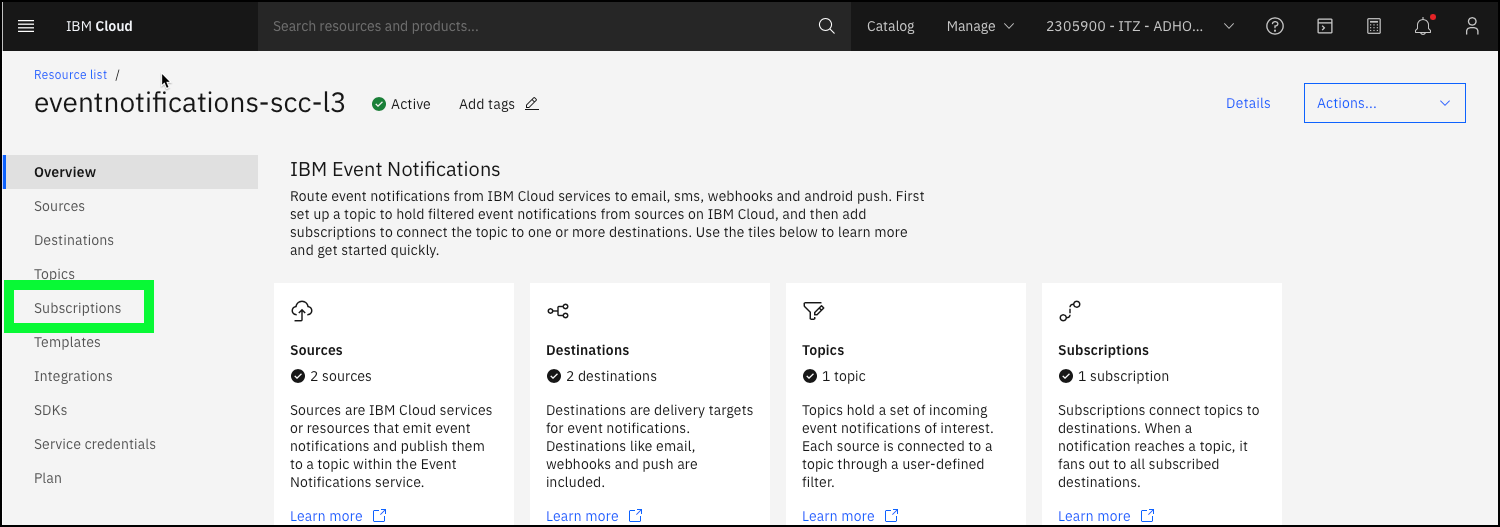 IBM Cloud
Search resources and products...
Catalog
Manage
2305900 - ITZ - ADHO...
Resource list /
eventnotifications-scc-l3
Active
Add tags
Details
Actions...
Overview
Sources
Destinations
Topics
Subscriptions
Templates
Integrations
SDKs
Service credentials
Plan
IBM Event Notifications
Route event notifications from IBM Cloud services to email, sms, webhooks and android push. First
set up a topic to hold filtered event notifications from sources on IBM Cloud, and then add
subscriptions to connect the topic to one or more destinations. Use the tiles below to learn more
and get started quickly.
Sources
2 sources
Sources are IBM Cloud services
or resources that emit event
notifications and publish them
to a topic within the Event
Notifications service.
Learn more
Destinations
2 destinations
Destinations are delivery targets
for event notifications.
Destinations like email,
webhooks and push are
included.
Learn more
Topics
1 topic
Topics hold a set of incoming
event notifications of interest.
Each source is connected to a
topic through a user-defined
filter.
Learn more
Subscriptions
1 subscription
Subscriptions connect topics to
destinations. When a
notification reaches a topic, it
fans out to all subscribed
destinations.
Learn more